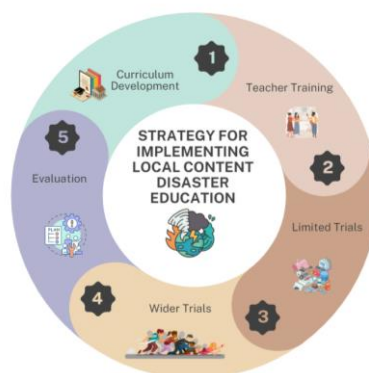 1
Curriculum
Development
Teacher Training
2
Limited Trials
3
Wider Trials
4
Evaluation
5
STRATEGY FOR
IMPLEMENTING
LOCAL CONTENT
DISASTER
EDUCATION